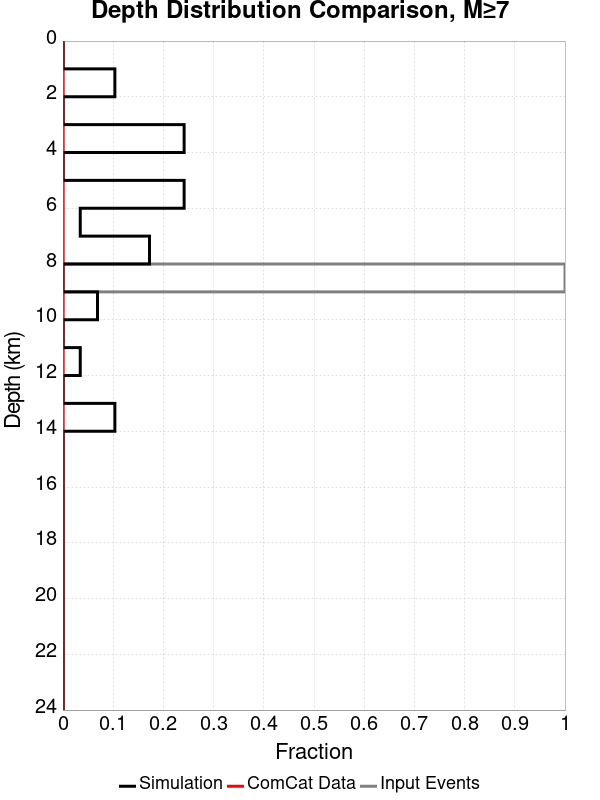 Depth Distribution Comparison, M≥7
0
2
4
6
8
10
12
14
16
18
20
22
24
Depth (km)
0 0.1 0.2 0.3 0.4 0.5 0.6 0.7 0.8 0.9 1
Fraction
Simulation ComCat Data Input Events